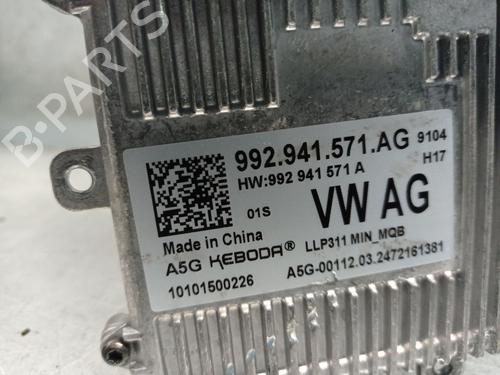 B-PARTS
992.941.571.AG 9104
HW:992 941 571 A H17
01S VW AG
Made in China
A5G KEBODA® LLP311 MIN_MQB
10101500226 A5G-00112.03.2472161381